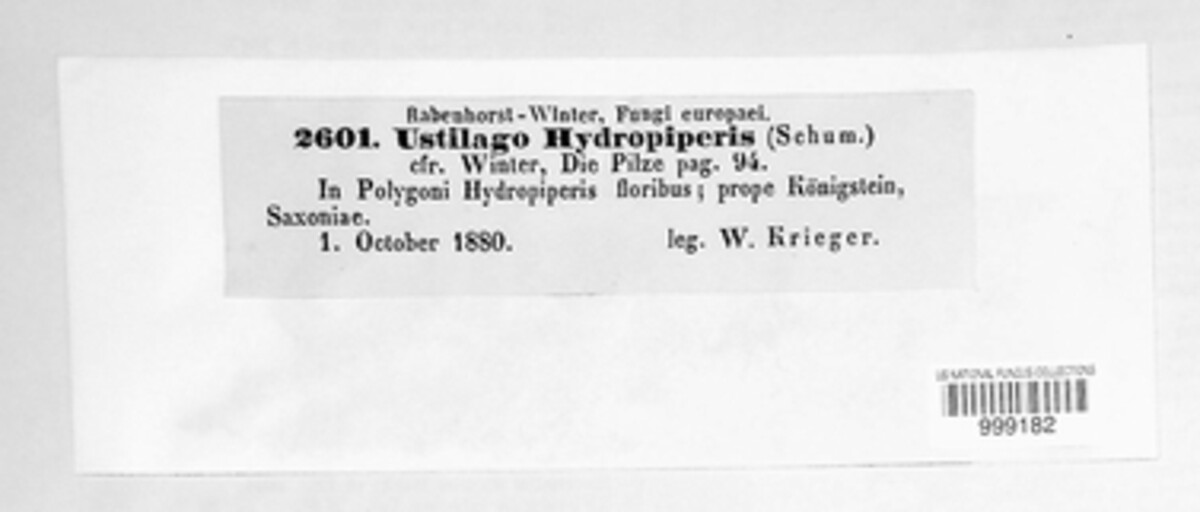 Rabenhorst-Winter, Fungi europaei.
2601. Ustilago Hydropiperis (Schum.)
cfr. Winter, Die Pilze pag. 94.
In Polygoni Hydropiperis floribus; prope Königstein,
Saxoniae.
1. October 1880. leg. W. Krieger.
US NATIONAL FUNGUS COLLECTIONS
999182